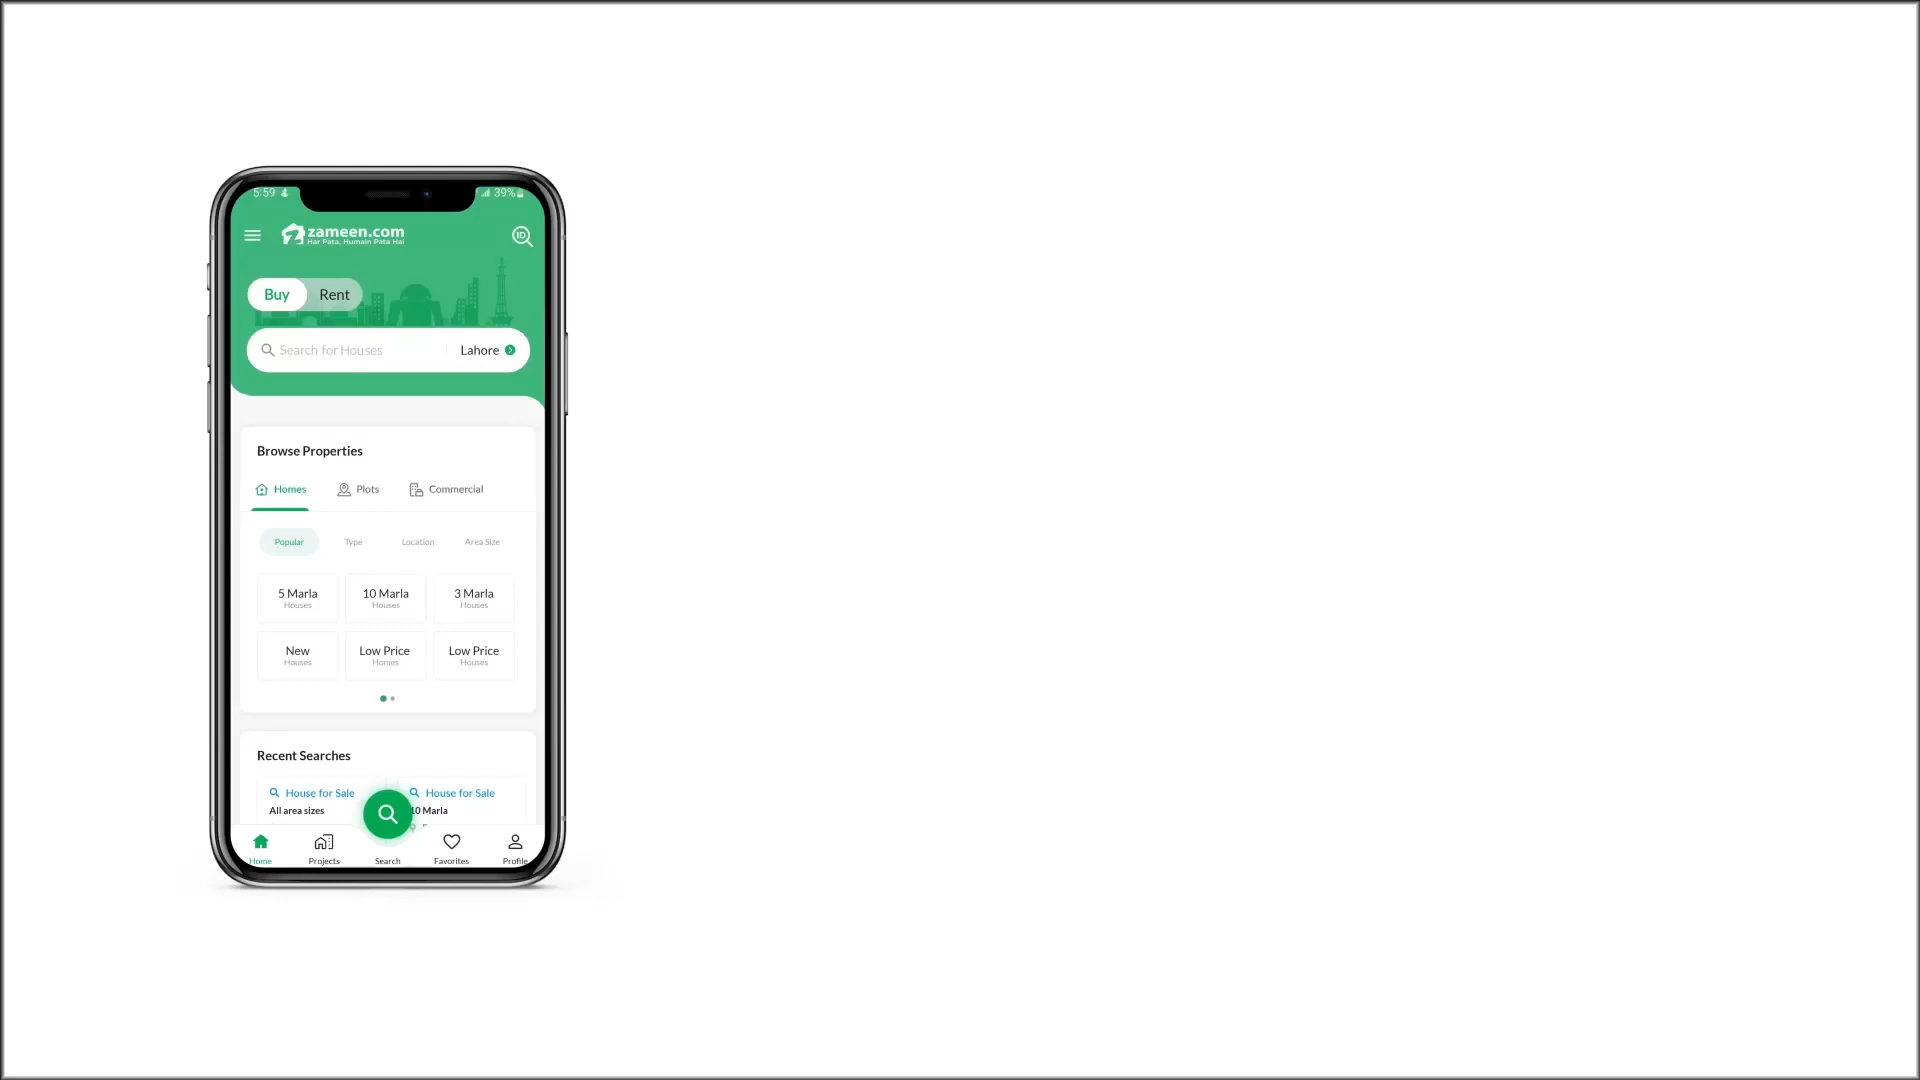 5:59
39%
zameen.com
Har Pata, Humain Pata Hai
ID
Buy
Rent
Search for Houses
Lahore
Browse Properties
Homes
Plots
Commercial
Popular
Type
Location
Area Size
5 Marla
Houses
10 Marla
Houses
3 Marla
Houses
New
Houses
Low Price
Homes
Low Price
Houses
Recent Searches
House for Sale
All area sizes
House for Sale
10 Marla
Home
Projects
Search
Favorites
Profile